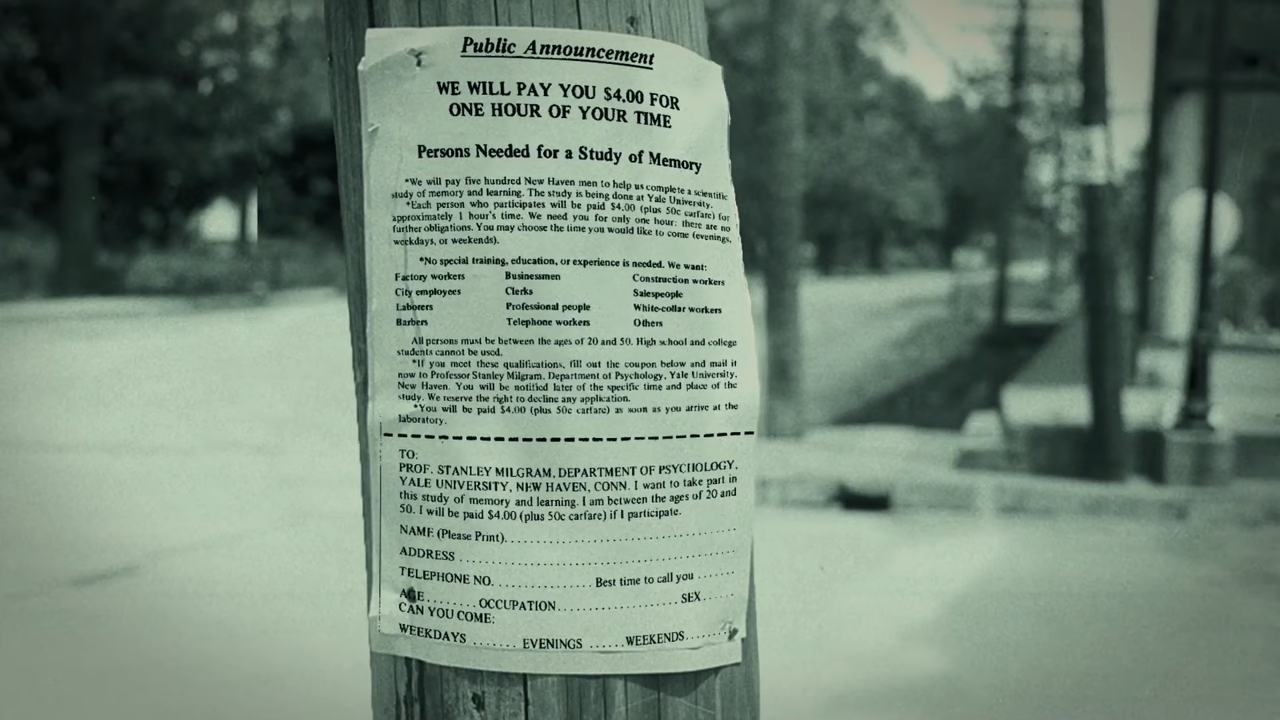 Public Announcement
WE WILL PAY YOU $4.00 FOR
ONE HOUR OF YOUR TIME
Persons Needed for a Study of Memory
*We will pay five hundred New Haven men to help us complete a scientific
study of memory and learning. The study is being done at Yale University.
*Each person who participates will be paid $4.00 (plus 50c carfare) for
approximately 1 hour's time. We need you for only one hour: there are no
further obligations. You may choose the time you would like to come (evenings,
weekdays, or weekends).
*No special training, education, or experience is needed. We want:
Factory workers Businessmen Construction workers
City employees Clerks Salespeople
Laborers Professional people White-collar workers
Barbers Telephone workers Others
All persons must be between the ages of 20 and 50. High school and college
students cannot be used.
*If you meet these qualifications, fill out the coupon below and mail it
now to Professor Stanley Milgram, Department of Psychology, Yale University,
New Haven. You will be notified later of the specific time and place of the
study. We reserve the right to decline any application.
*You will be paid $4.00 (plus 50c carfare) as soon as you arrive at the
laboratory.
TO:
PROF. STANLEY MILGRAM, DEPARTMENT OF PSYCHOLOGY,
YALE UNIVERSITY, NEW HAVEN, CONN. I want to take part in
this study of memory and learning. I am between the ages of 20 and
50. I will be paid $4.00 (plus 50c carfare) if I participate.
NAME (Please Print)..............................
ADDRESS..............................
TELEPHONE NO. ............... Best time to call you .......
AGE........ OCCUPATION.................... SEX......
CAN YOU COME:
WEEKDAYS ....... EVENINGS ...... WEEKENDS........